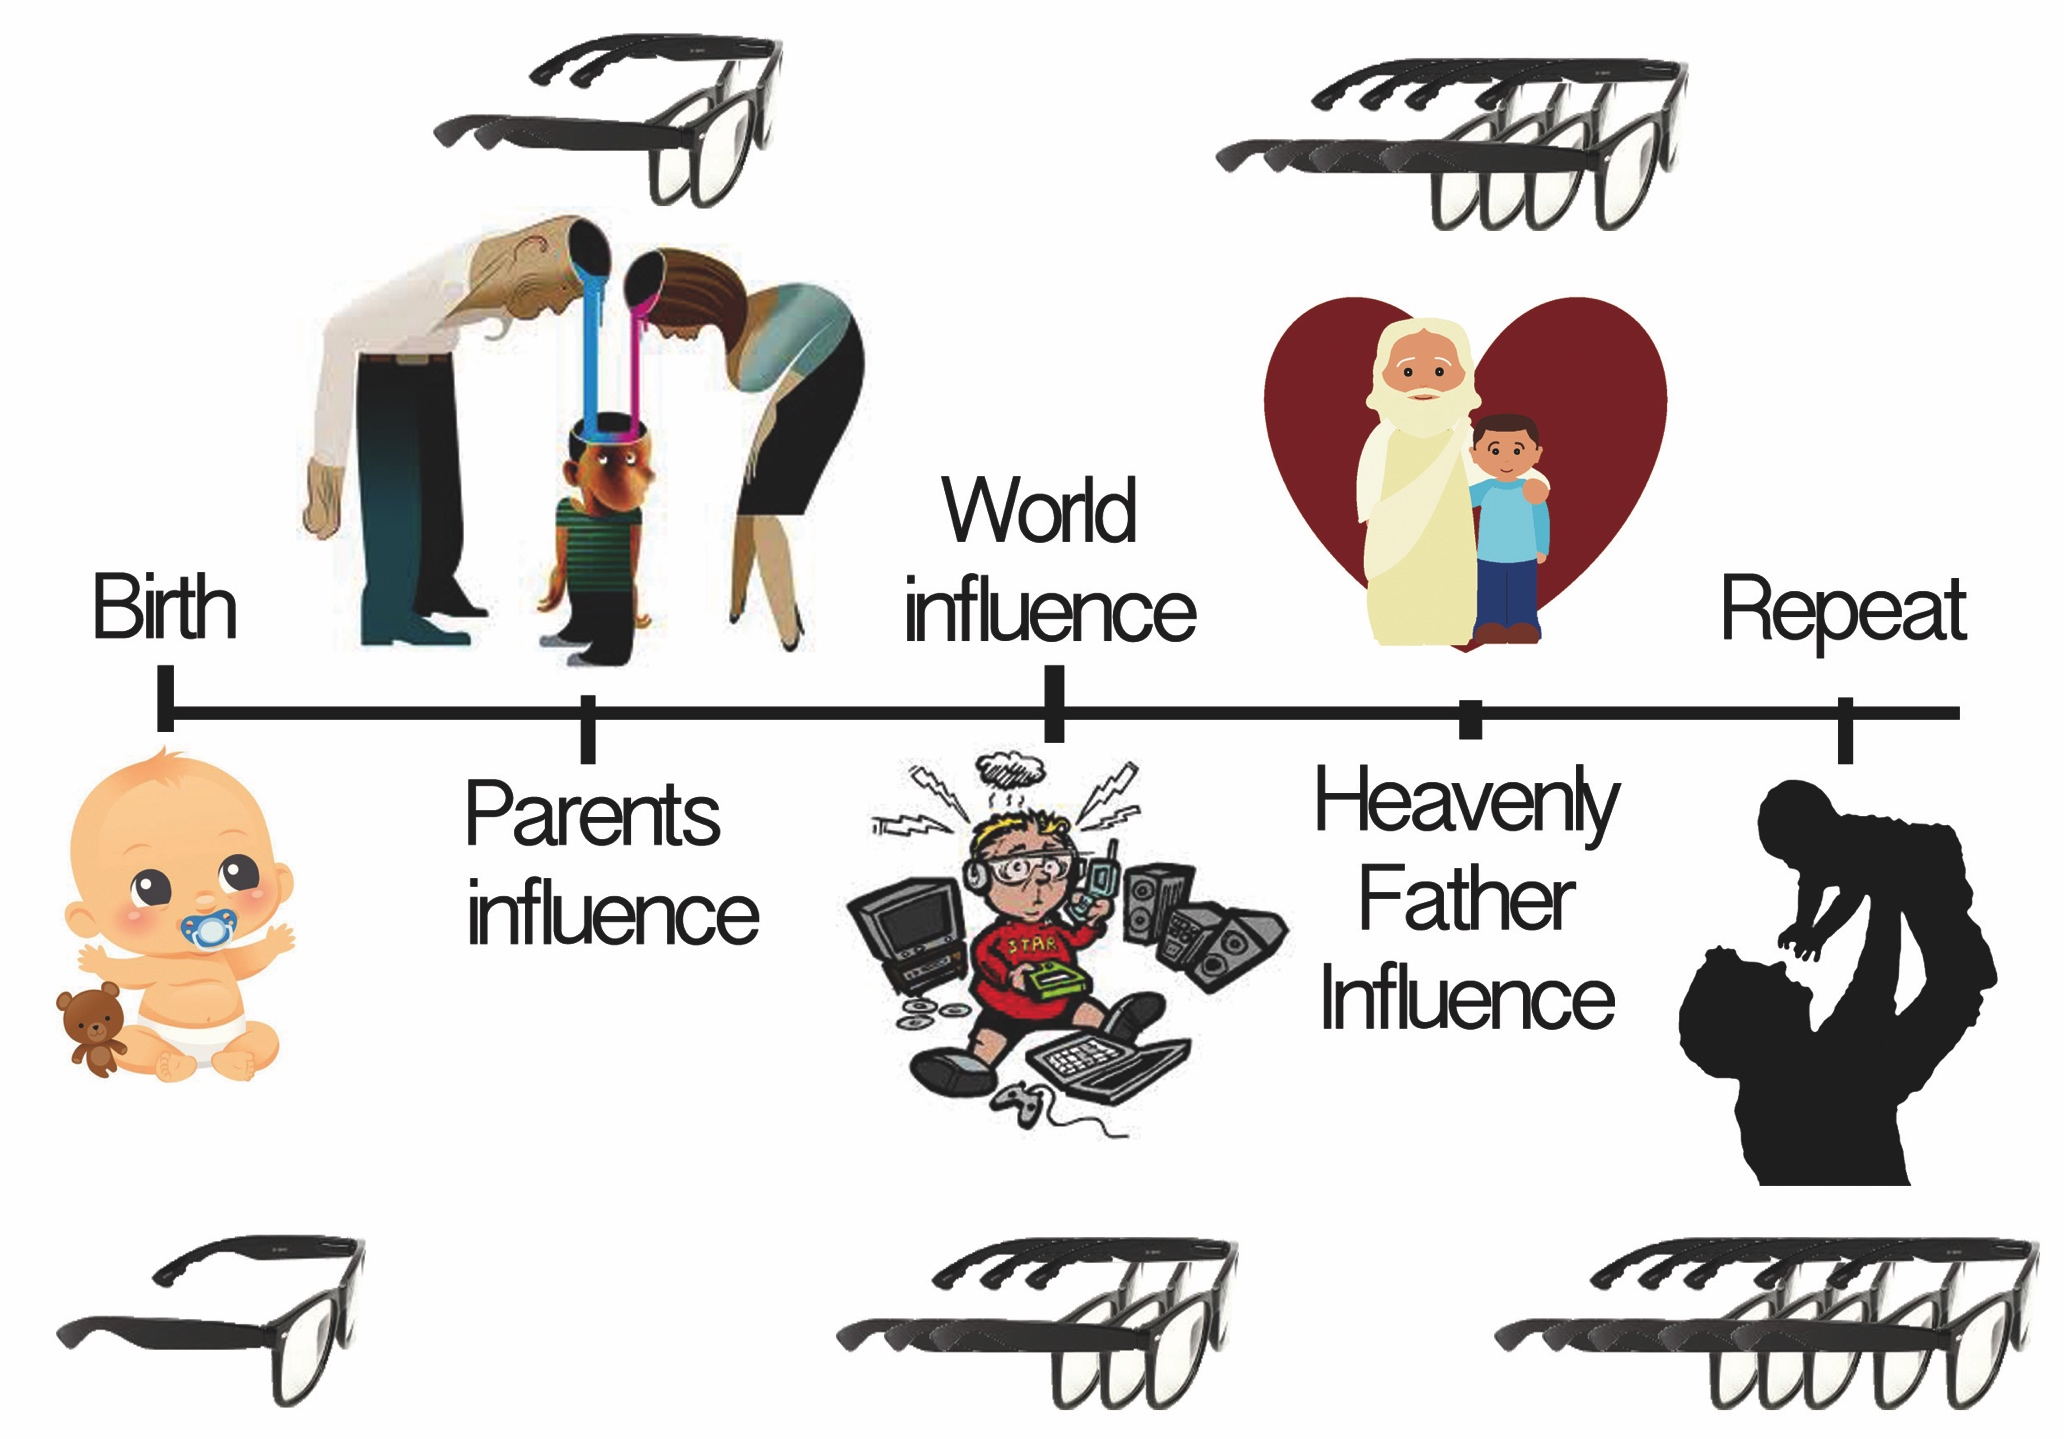 Birth
Parents
influence
World
influence
STAR
Heavenly
Father
Influence
Repeat